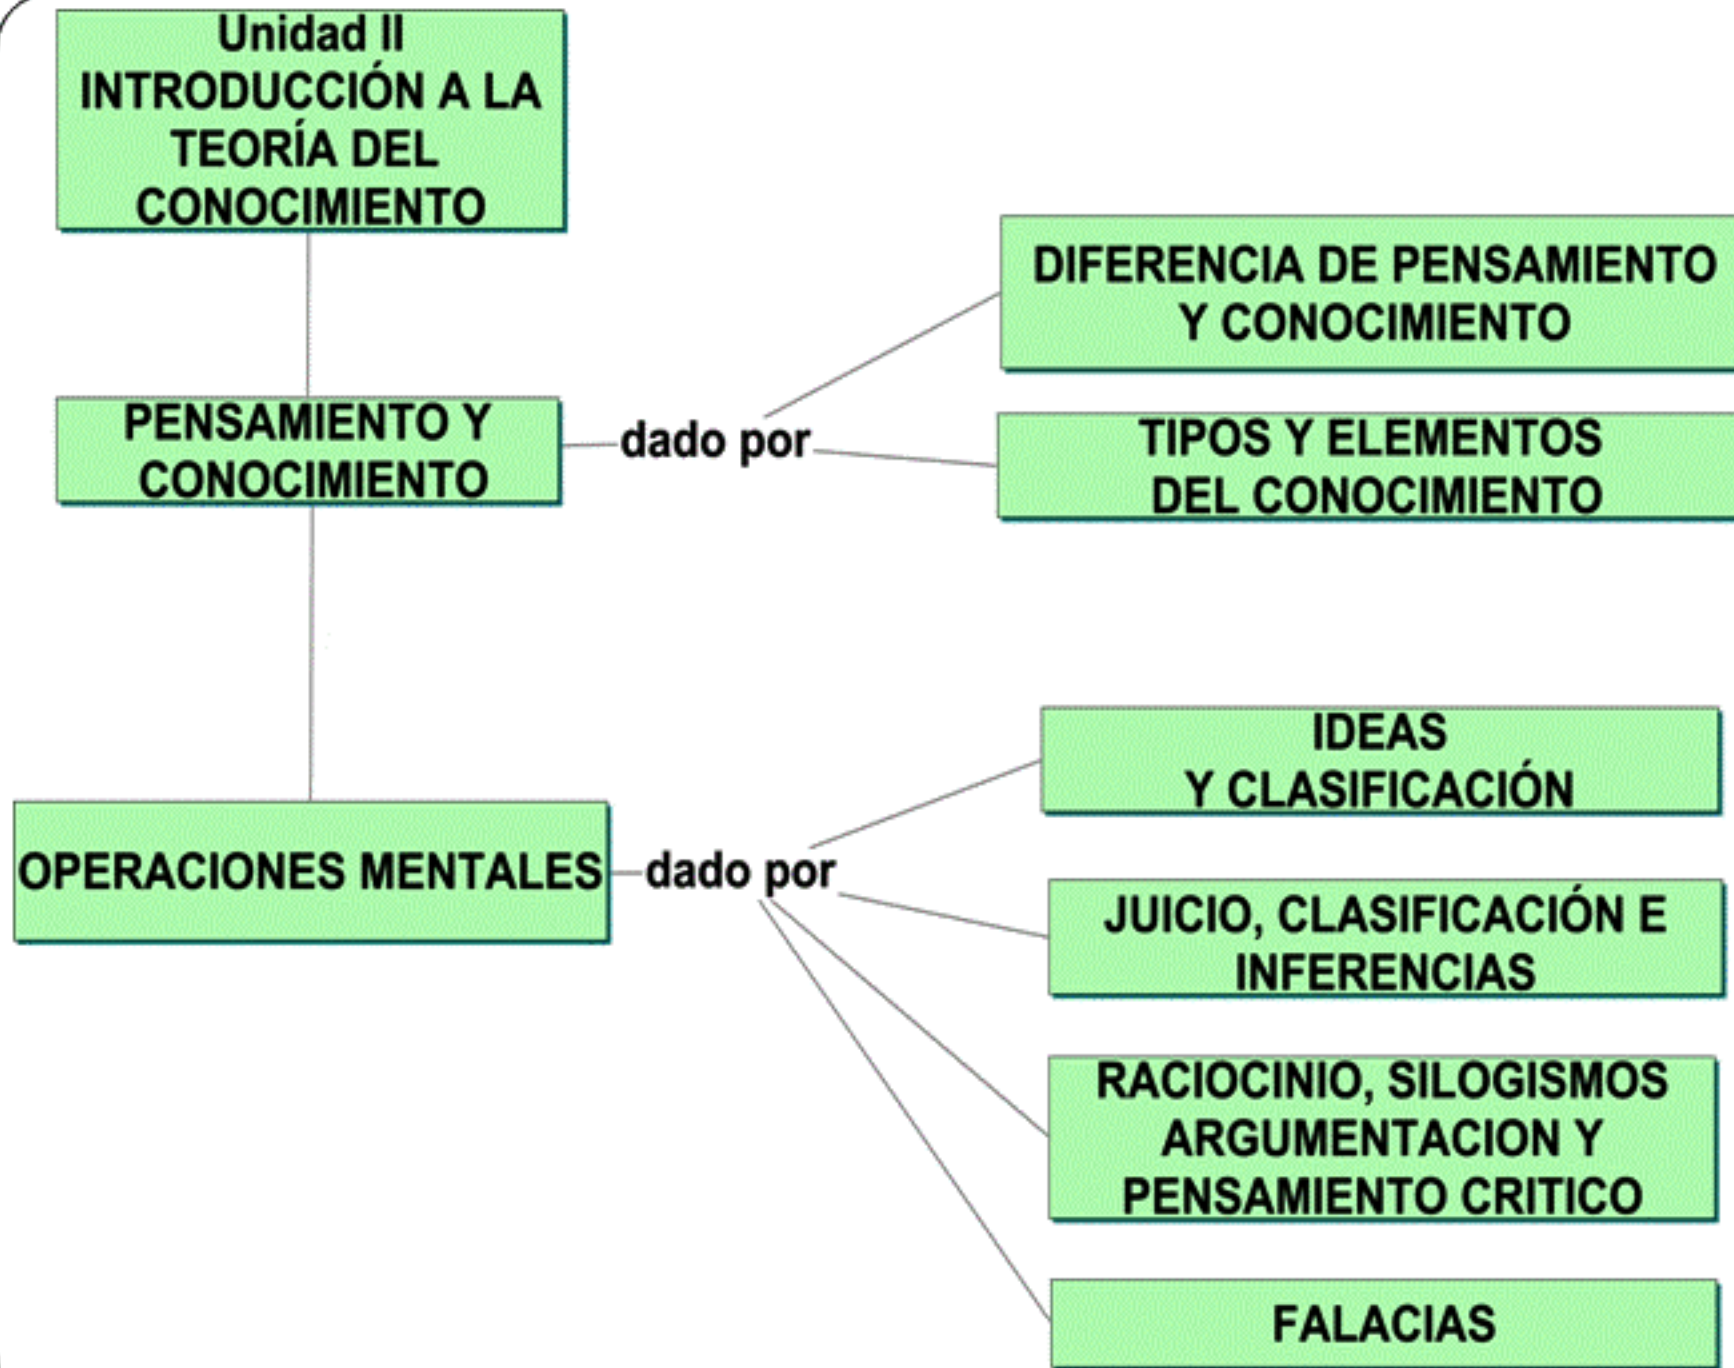 Unidad II
INTRODUCCIÓN A LA
TEORÍA DEL
CONOCIMIENTO
PENSAMIENTO Y
CONOCIMIENTO
dado por
DIFERENCIA DE PENSAMIENTO
Y CONOCIMIENTO
TIPOS Y ELEMENTOS
DEL CONOCIMIENTO
OPERACIONES MENTALES
dado por
IDEAS
Y CLASIFICACIÓN
JUICIO, CLASIFICACIÓN E
INFERENCIAS
RACIOCINIO, SILOGISMOS
ARGUMENTACION Y
PENSAMIENTO CRITICO
FALACIAS